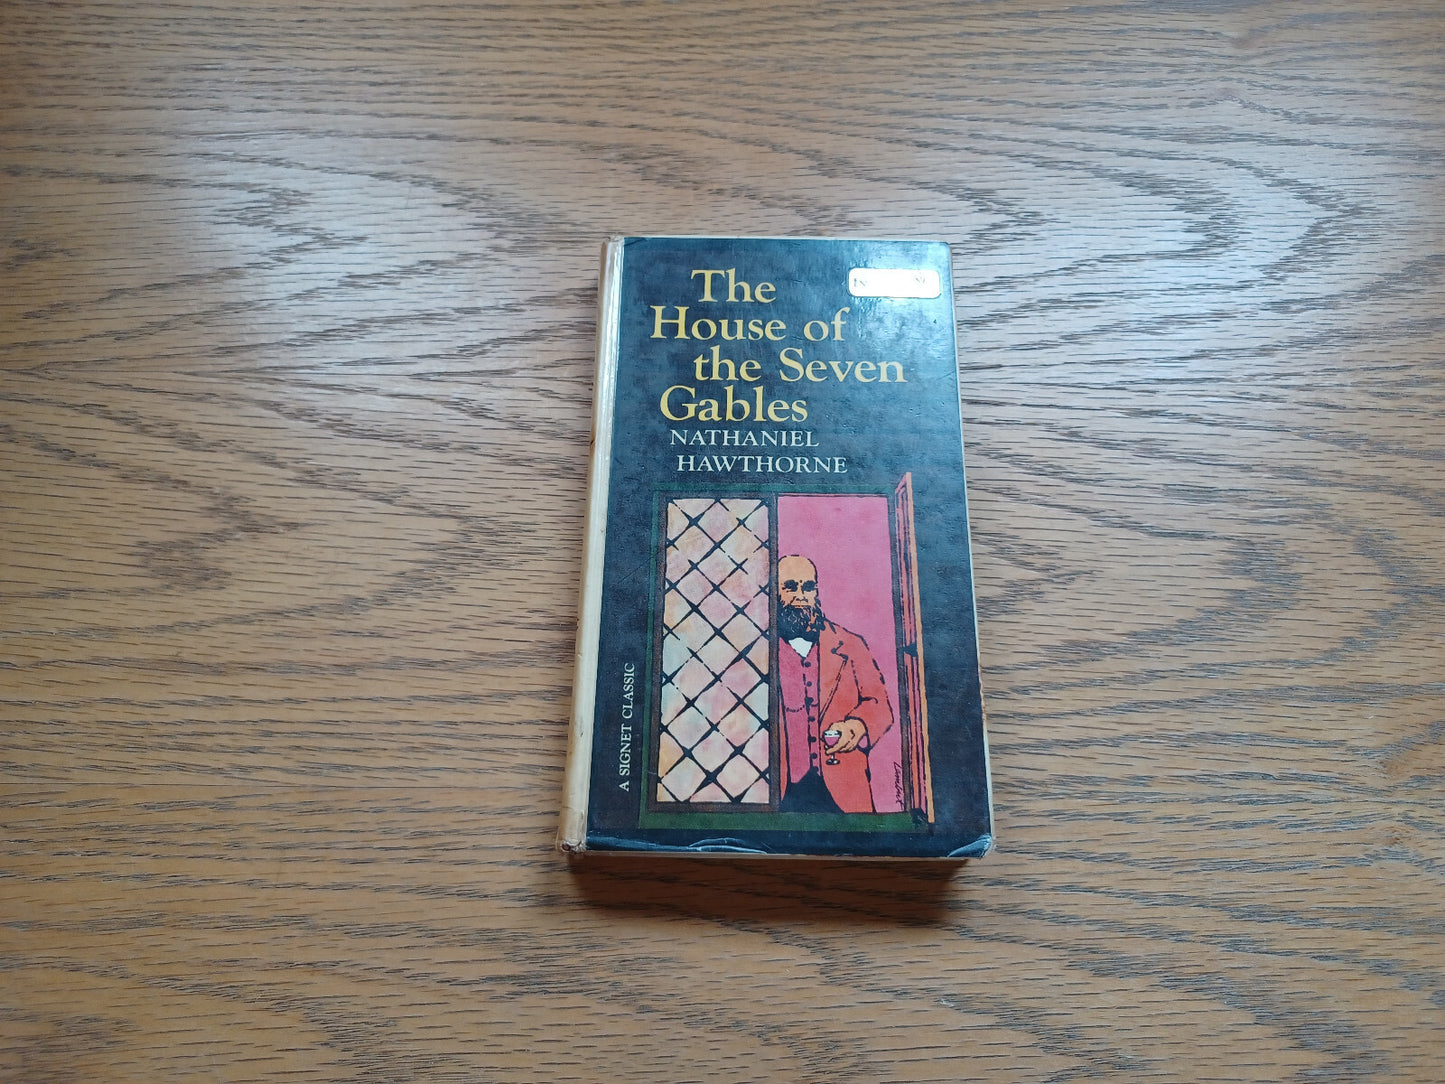 The
House of
the Seven
Gables
NATHANIEL
HAWTHORNE
A SIGNET CLASSIC